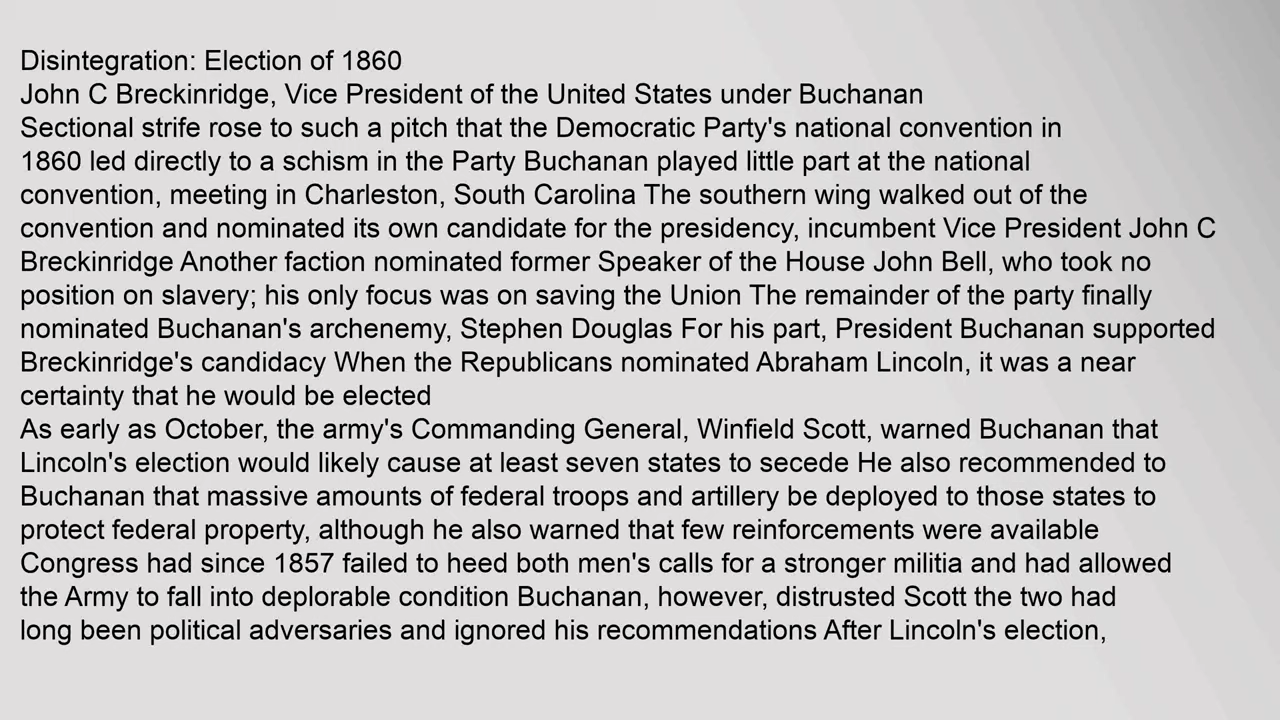 Disintegration: Election of 1860
John C Breckinridge, Vice President of the United States under Buchanan
Sectional strife rose to such a pitch that the Democratic Party's national convention in
1860 led directly to a schism in the Party Buchanan played little part at the national
convention, meeting in Charleston, South Carolina The southern wing walked out of the
convention and nominated its own candidate for the presidency, incumbent Vice President John C
Breckinridge Another faction nominated former Speaker of the House John Bell, who took no
position on slavery; his only focus was on saving the Union The remainder of the party finally
nominated Buchanan's archenemy, Stephen Douglas For his part, President Buchanan supported
Breckinridge's candidacy When the Republicans nominated Abraham Lincoln, it was a near
certainty that he would be elected
As early as October, the army's Commanding General, Winfield Scott, warned Buchanan that
Lincoln's election would likely cause at least seven states to secede He also recommended to
Buchanan that massive amounts of federal troops and artillery be deployed to those states to
protect federal property, although he also warned that few reinforcements were available
Congress had since 1857 failed to heed both men's calls for a stronger militia and had allowed
the Army to fall into deplorable condition Buchanan, however, distrusted Scott the two had
long been political adversaries and ignored his recommendations After Lincoln's election,